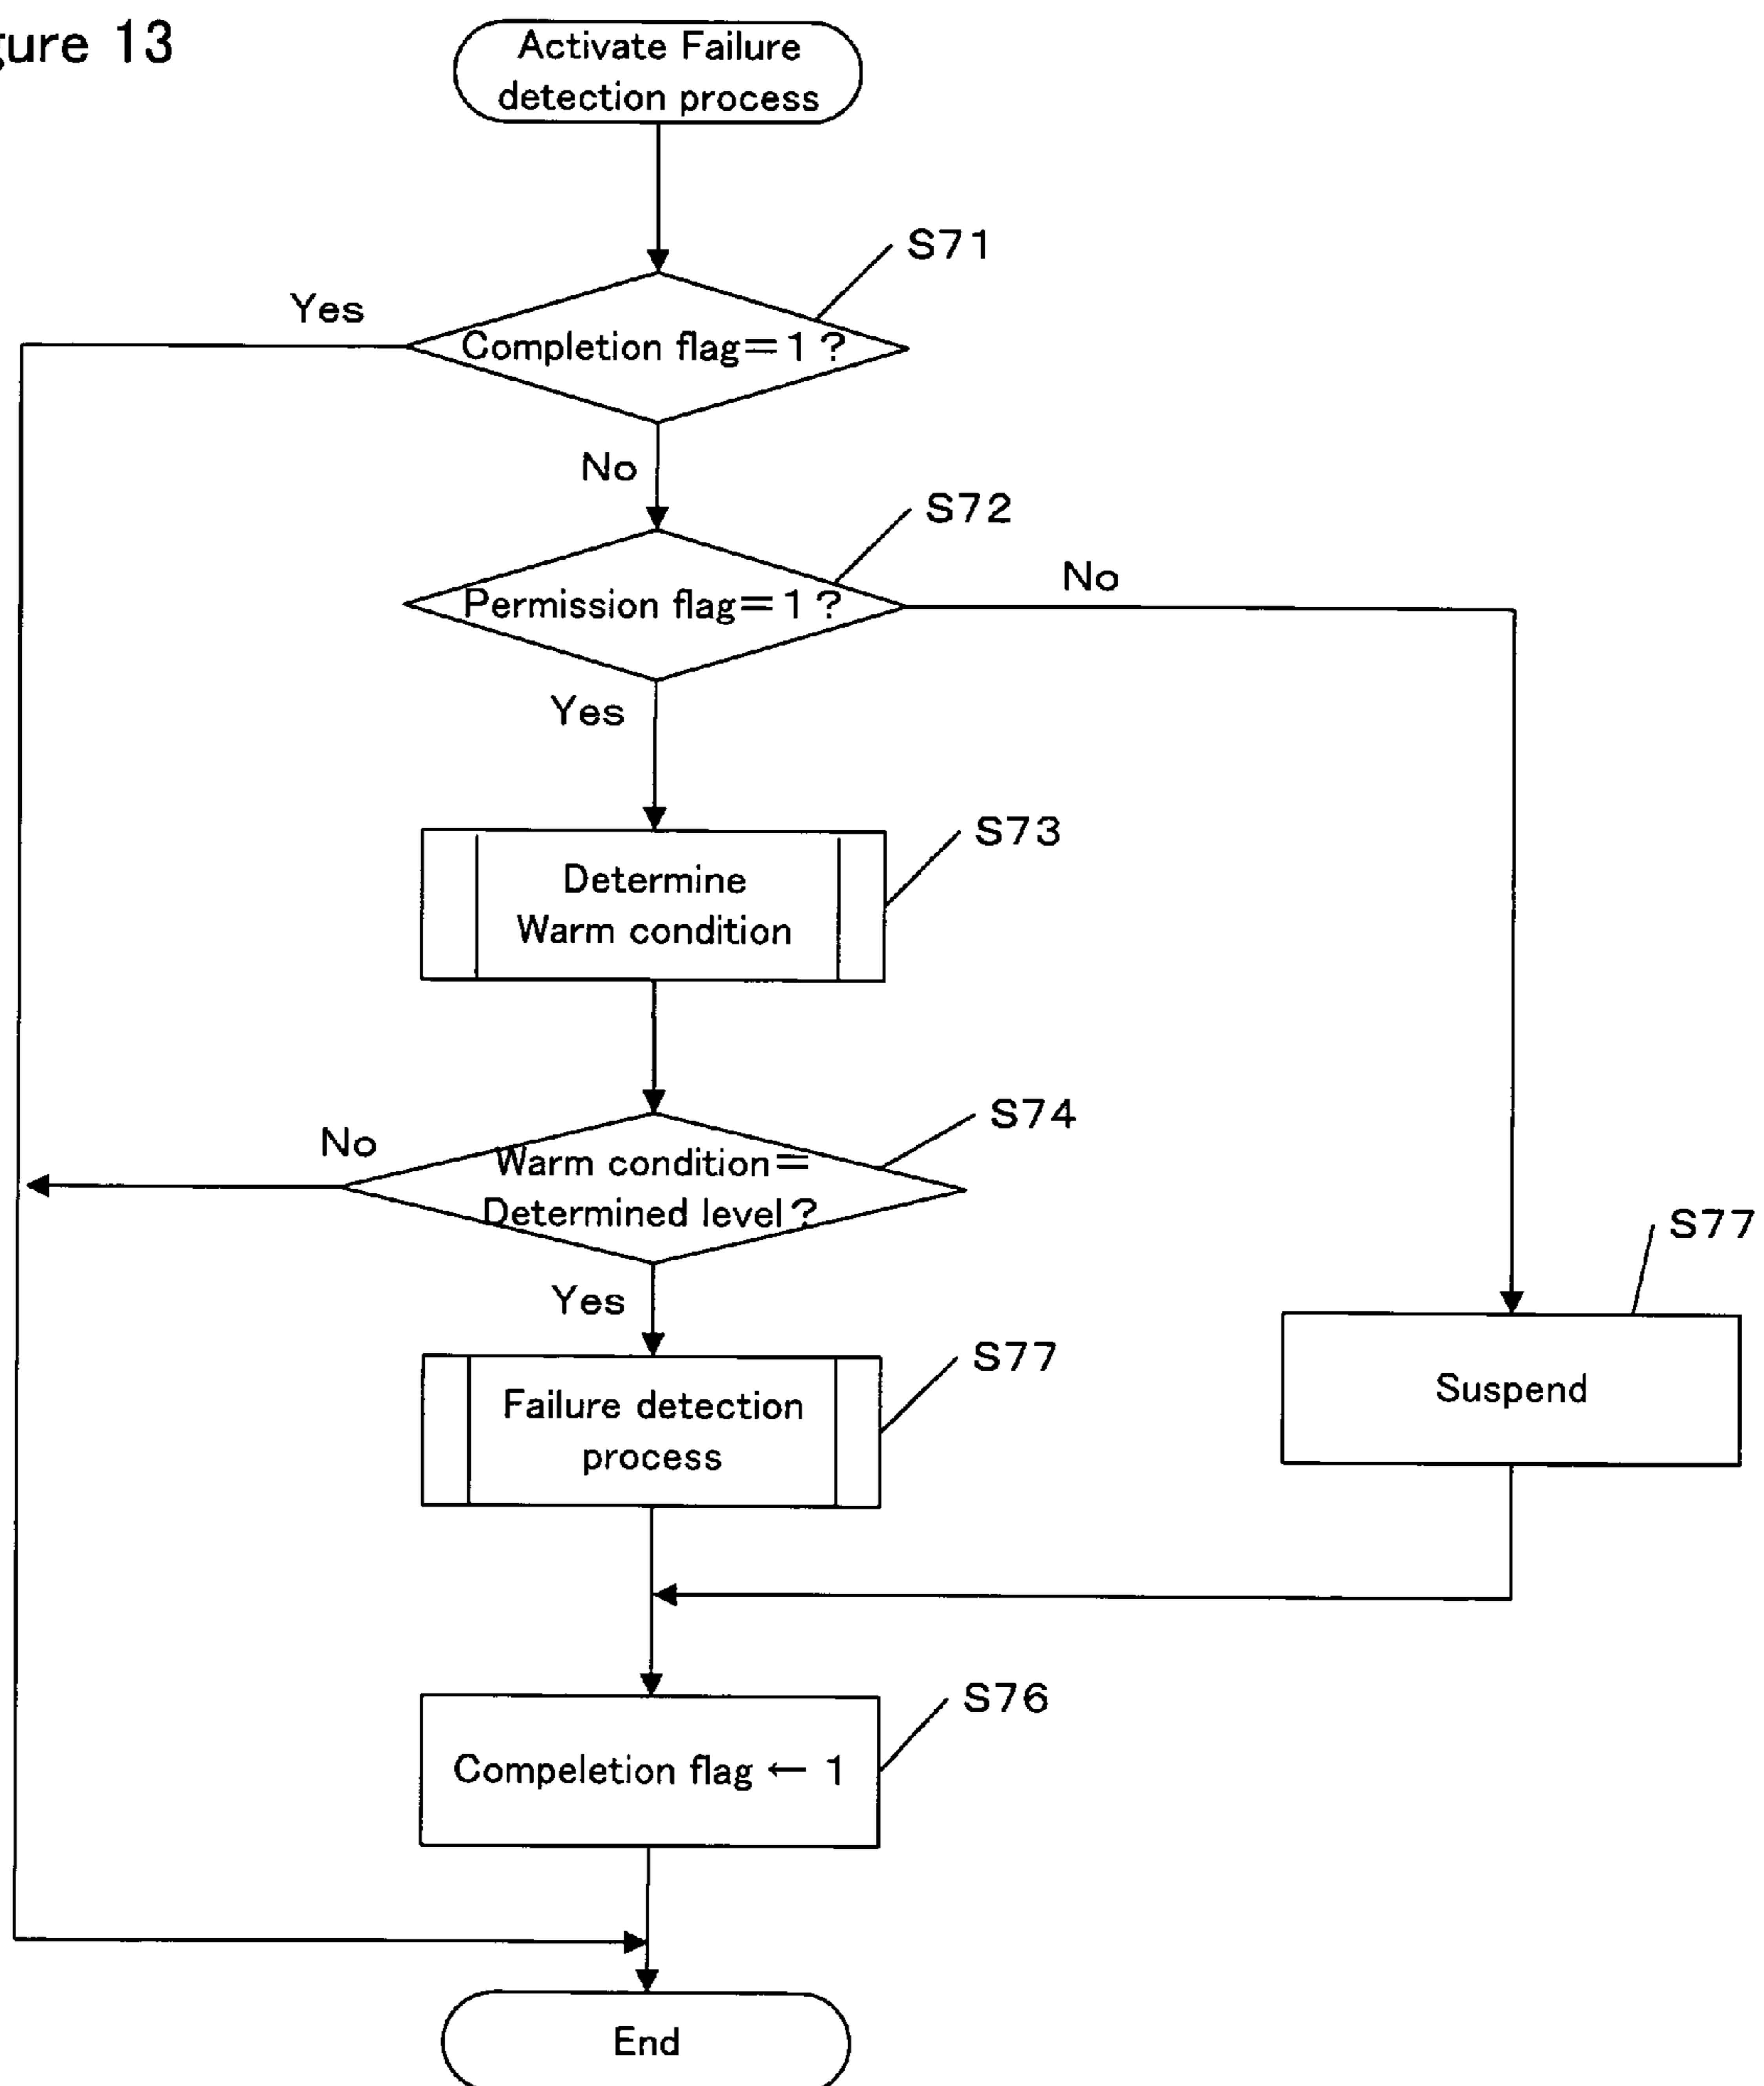 gure 13
Activate Failure
detection process
S71
Yes
Completion flag=1?
No
S72
Permission flag=1?
No
Yes
S73
Determine
Warm condition
S74
No
Warm condition=
Determined level?
Yes
S77
Failure detection
process
S77
Suspend
S76
Compeletion flag ← 1
End